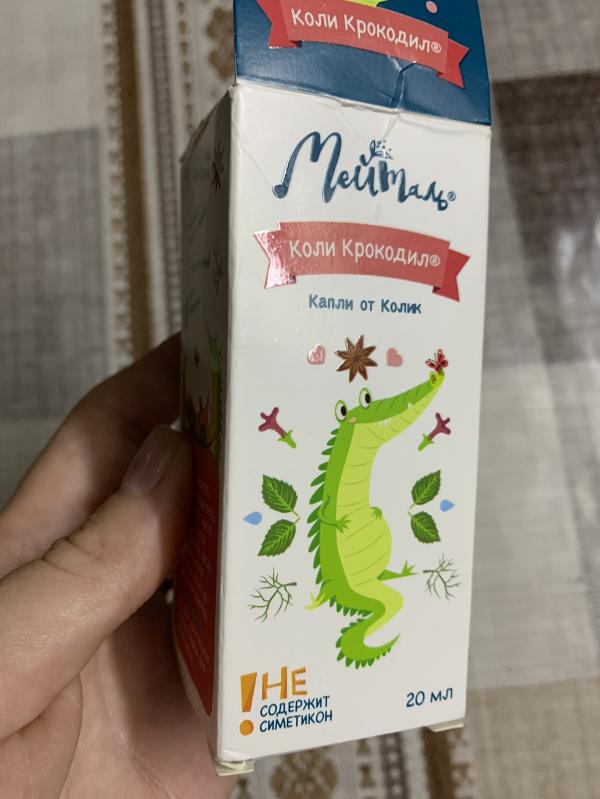 Коли Крокодил®
Мейталь®
Коли Крокодил®
Капли от Колик
!НЕ
СОДЕРЖИТ
СИМЕТИКОН
20 мл